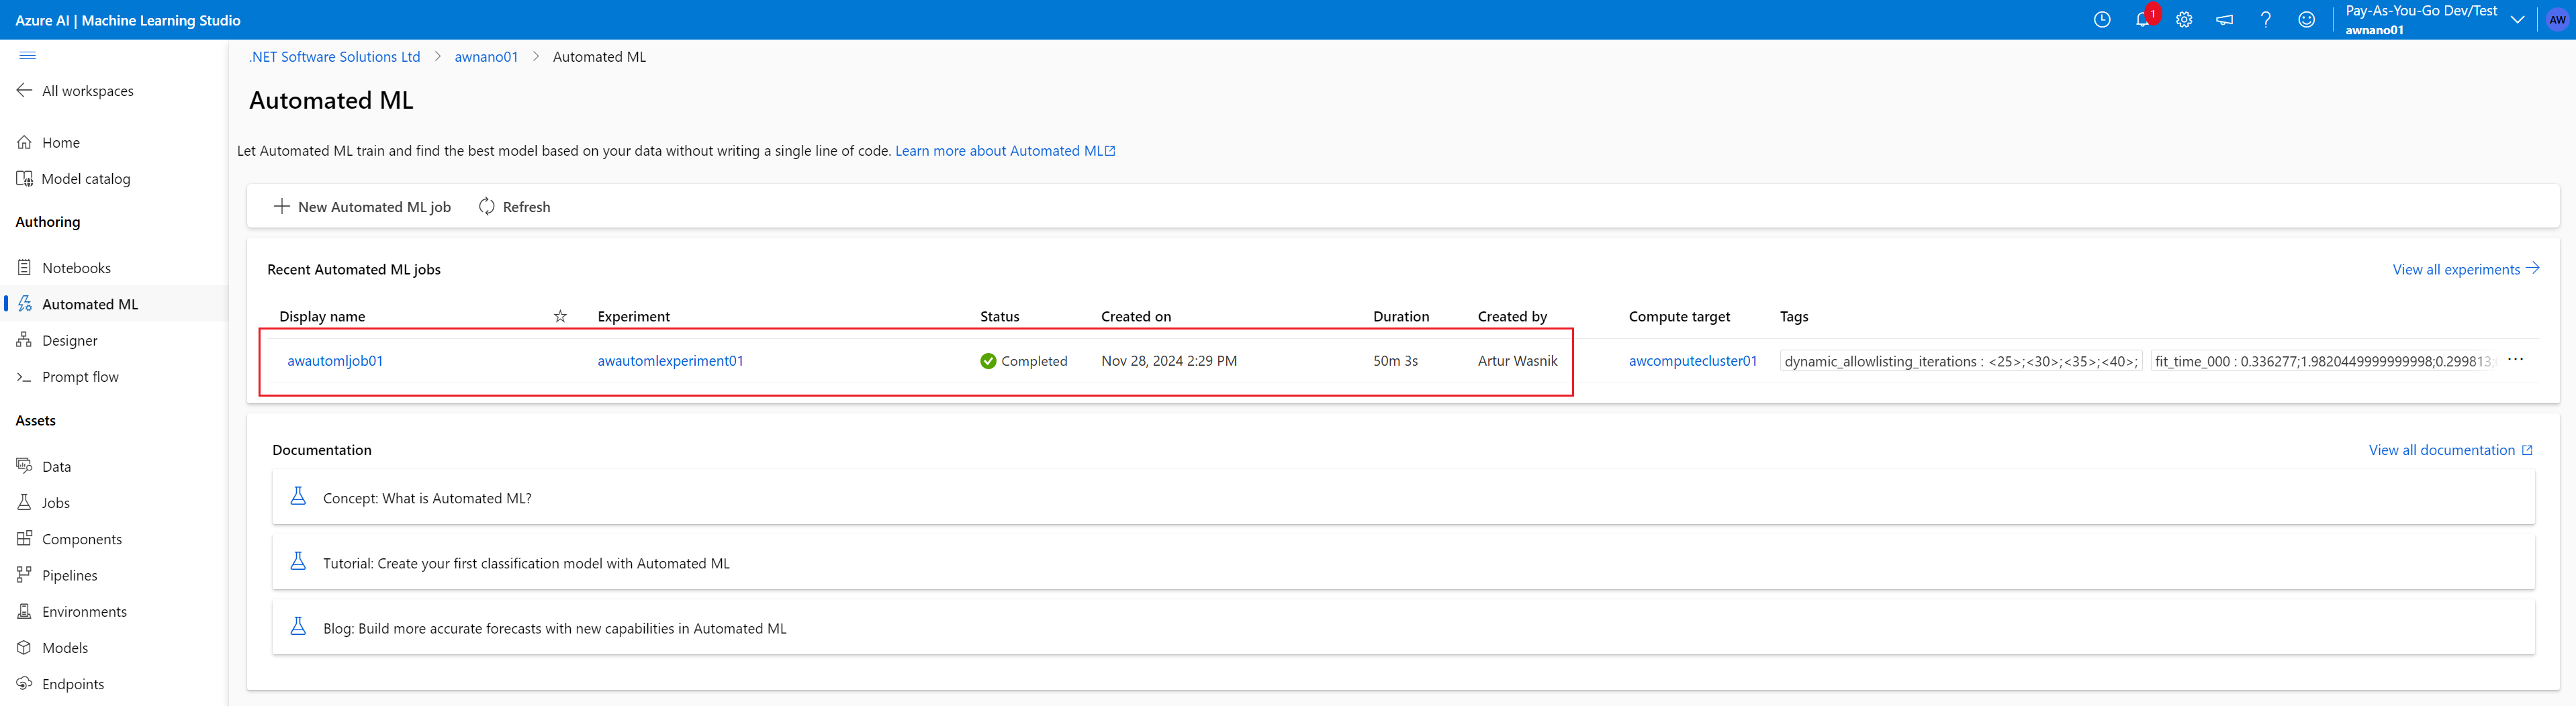 Azure AI | Machine Learning Studio
1
Pay-As-You-Go Dev/Test
awnano01
AW
All workspaces
Home
Model catalog
Authoring
Notebooks
Automated ML
Designer
Prompt flow
Assets
Data
Jobs
Components
Pipelines
Environments
Models
Endpoints
.NET Software Solutions Ltd > awnano01 > Automated ML
Automated ML
Let Automated ML train and find the best model based on your data without writing a single line of code. Learn more about Automated ML
New Automated ML job Refresh
Recent Automated ML jobs View all experiments
Display name Experiment Status Created on Duration Created by Compute target Tags
awautomljob01 awautomlexperiment01 Completed Nov 28, 2024 2:29 PM 50m 3s Artur Wasnik awcomputecluster01 dynamic_allowlisting_iterations : <25>;<30>;<35>;<40>; fit_time_000 : 0.336277;1.9820449999999998;0.299813; ...
Documentation View all documentation
Concept: What is Automated ML?
Tutorial: Create your first classification model with Automated ML
Blog: Build more accurate forecasts with new capabilities in Automated ML